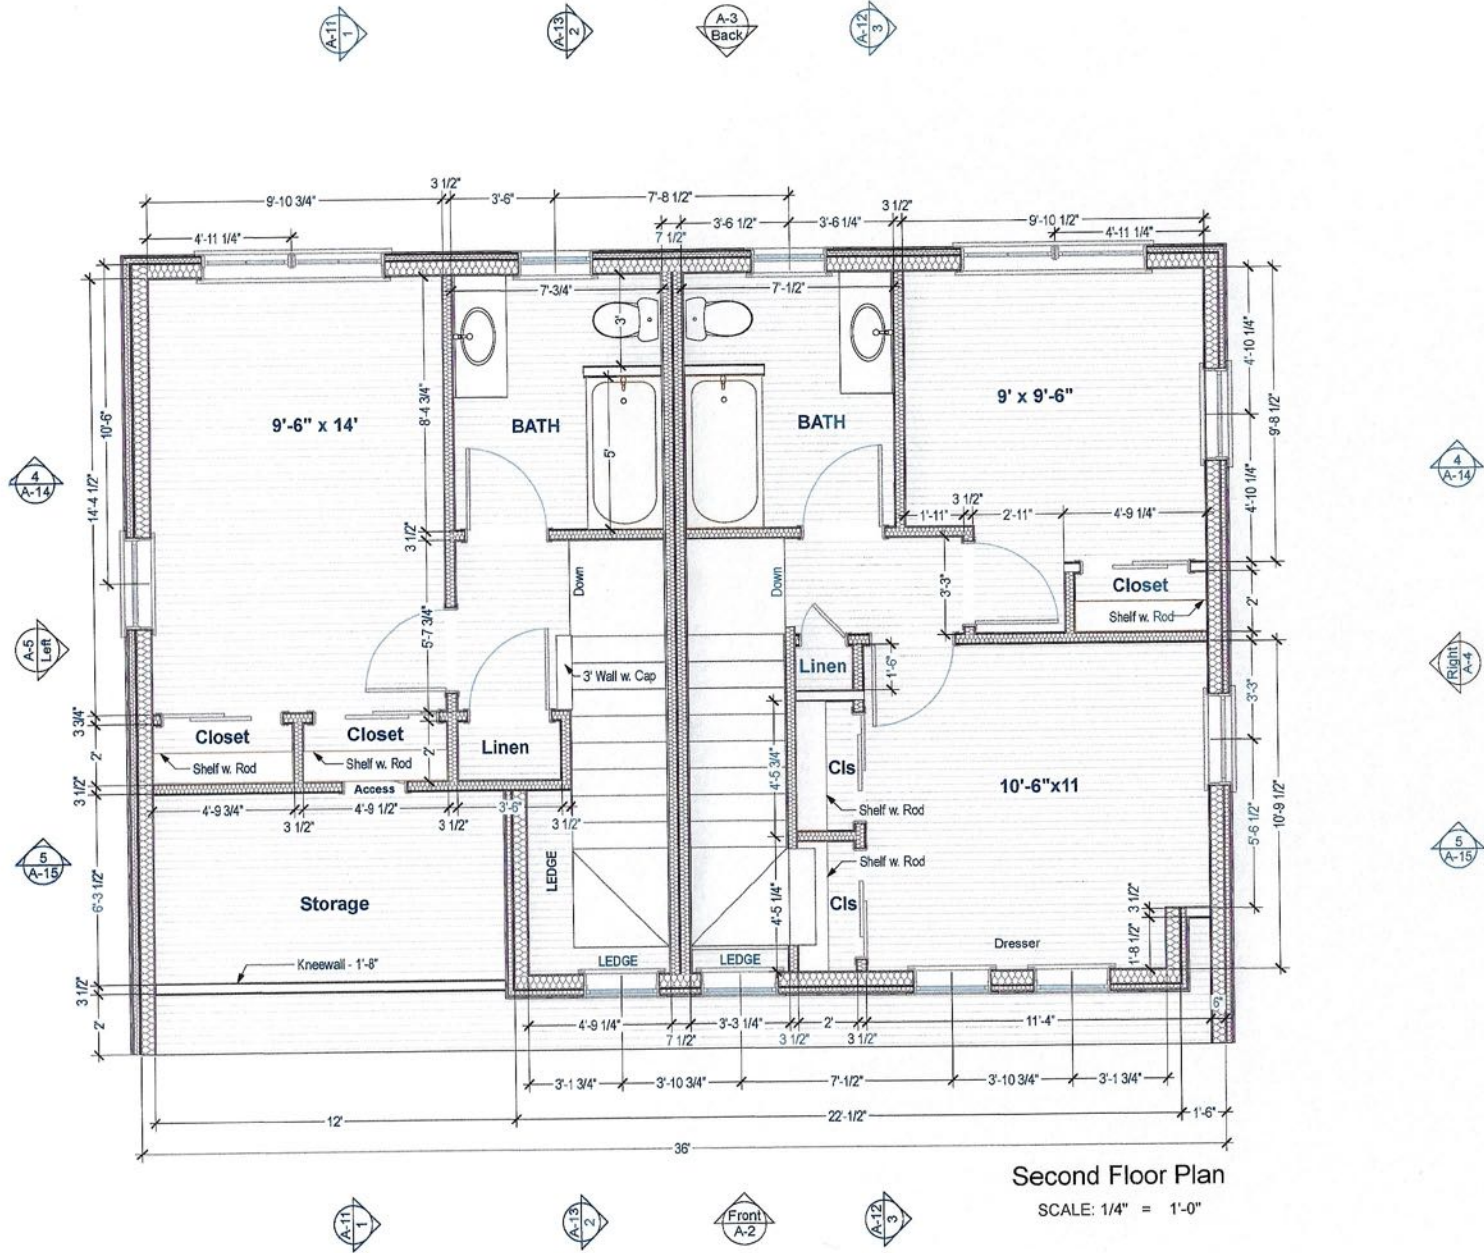 A-11
1
A-13
2
A-3
Back
A-12
3
3 1/2"
9'-10 3/4"
3'-6"
7'-8 1/2"
3 1/2"
9'-10 1/2"
4'-11 1/4"
3'-6 1/2"
3'-6 1/4"
4'-11 1/4"
7 1/2"
7'-3/4"
7'-1/2"
3'
4'-10 1/4"
9'-8 1/2"
10'-6"
8'-4 3/4"
9'-6" x 14'
BATH
BATH
9' x 9'-6"
5'
4
A-14
4
A-14
14'-4 1/2"
4'-10 1/4"
3 1/2"
1'-11"
2'-11"
4'-9 1/4"
3 1/2"
Down
Down
3'-3"
Closet
Shelf w. Rod
2'
A-5
Left
5'-7 3/4"
3' Wall w. Cap
Linen
1'-6"
Right
A-4
3'-3"
3 3/4"
Closet
Closet
Linen
2'
2'
Shelf w. Rod
Shelf w. Rod
4'-5 3/4"
Cls
10'-6"x11
3 1/2"
Access
4'-9 3/4"
4'-9 1/2"
3'-6"
Shelf w. Rod
3 1/2"
3 1/2"
3 1/2"
5'-6 1/2"
10'-9 1/2"
5
A-15
5
A-15
LEDGE
Shelf w. Rod
6'-3 1/2"
Storage
4'-5 1/4"
Cls
3 1/2"
1'-8 1/2"
Dresser
Kneewall - 1'-8"
LEDGE
LEDGE
3 1/2"
2'
6"
4'-9 1/4"
3'-3 1/4"
2'
11'-4"
7 1/2"
3 1/2"
3 1/2"
3'-1 3/4"
3'-10 3/4"
7'-1/2"
3'-10 3/4"
3'-1 3/4"
12'
22'-1/2"
1'-6"
36'
Second Floor Plan
SCALE: 1/4" = 1'-0"
A-11
1
A-13
2
Front
A-2
A-12
3